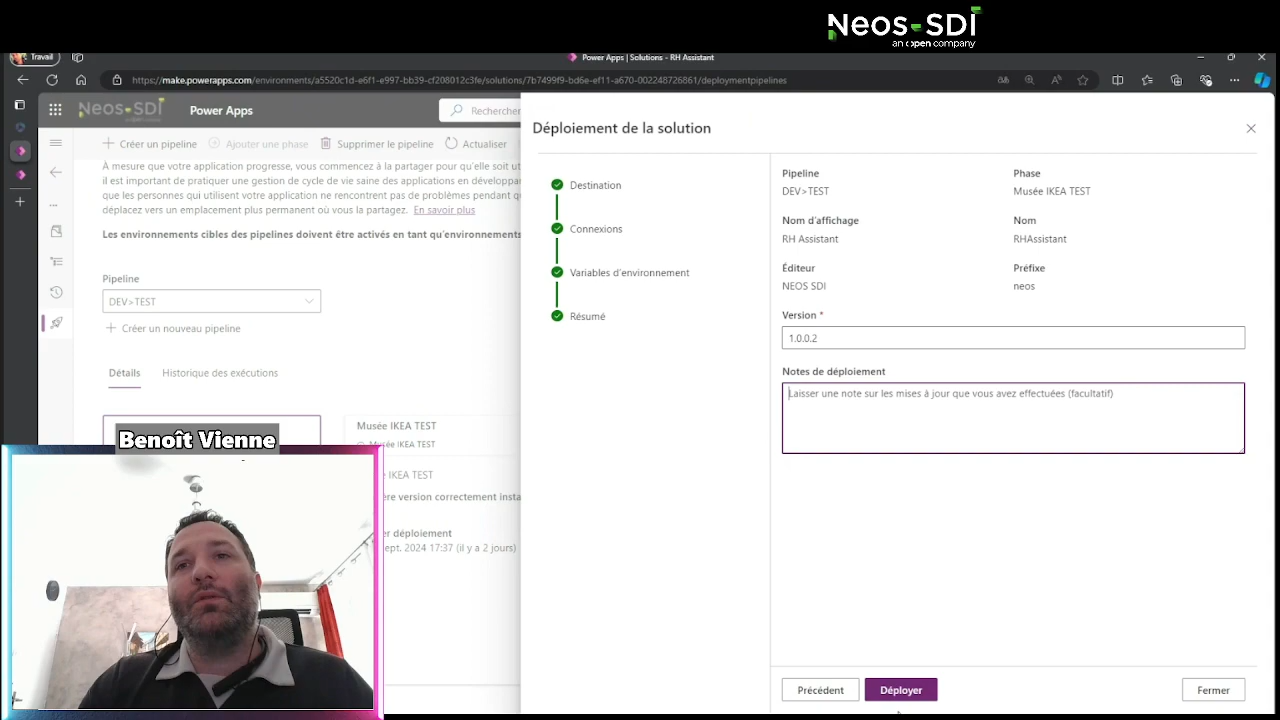 Neos-SDI
an open company
Travail
Power Apps | Solutions - RH Assistant
https://make.powerapps.com/environments/a5520c1d-e6f1-e997-bb39-cf208012c3fe/solutions/7b7499f9-bd6e-ef11-a670-002248726861/deploymentpipelines
Neos-SDI
Power Apps
Rechercher
Créer un pipeline
Ajouter une phase
Supprimer le pipeline
Actualiser
À mesure que votre application progresse, vous commencez à la partager pour qu'elle soit ut
il est important de pratiquer une gestion de cycle de vie saine des applications en développa
que les personnes qui utilisent votre application ne rencontrent pas de problèmes pendant q
déplacez vers un emplacement plus permanent où vous la partagez. En savoir plus
Les environnements cibles des pipelines doivent être activés en tant qu'environnements
Pipeline
DEV>TEST
Créer un nouveau pipeline
Détails
Historique des exécutions
Musée IKEA TEST
Musée IKEA TEST
IKEA TEST
re version correctement insta
er déploiement
sept. 2024 17:37 (il y a 2 jours)
Benoît Vienne
Déploiement de la solution
Destination
Connexions
Variables d'environnement
Résumé
Pipeline
DEV>TEST
Phase
Musée IKEA TEST
Nom d'affichage
RH Assistant
Nom
RHAssistant
Éditeur
NEOS SDI
Préfixe
neos
Version *
1.0.0.2
Notes de déploiement
Laisser une note sur les mises à jour que vous avez effectuées (facultatif)
Précédent
Déployer
Fermer